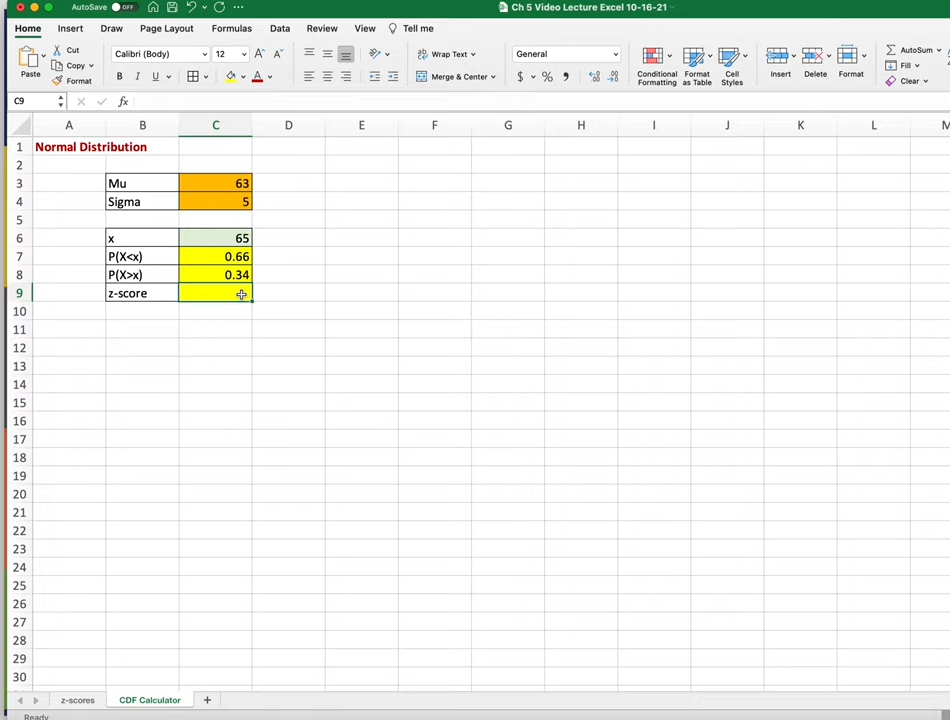 AutoSave OFF
Ch 5 Video Lecture Excel 10-16-21
Home Insert Draw Page Layout Formulas Data Review View Tell me
Paste
Cut
Copy
Format
Calibri (Body) 12 A A
B I U A
Wrap Text
Merge & Center
General
$ % 9
Conditional Formatting
Format as Table
Cell Styles
Insert
Delete
Format
AutoSum
Fill
Clear
C9 fx
A B C D E F G H I J K L M
1 Normal Distribution
2
3 Mu 63
4 Sigma 5
5
6 x 65
7 P(X<x) 0.66
8 P(X>x) 0.34
9 z-score
10
11
12
13
14
15
16
17
18
19
20
21
22
23
24
25
26
27
28
29
30
z-scores CDF Calculator +
Ready